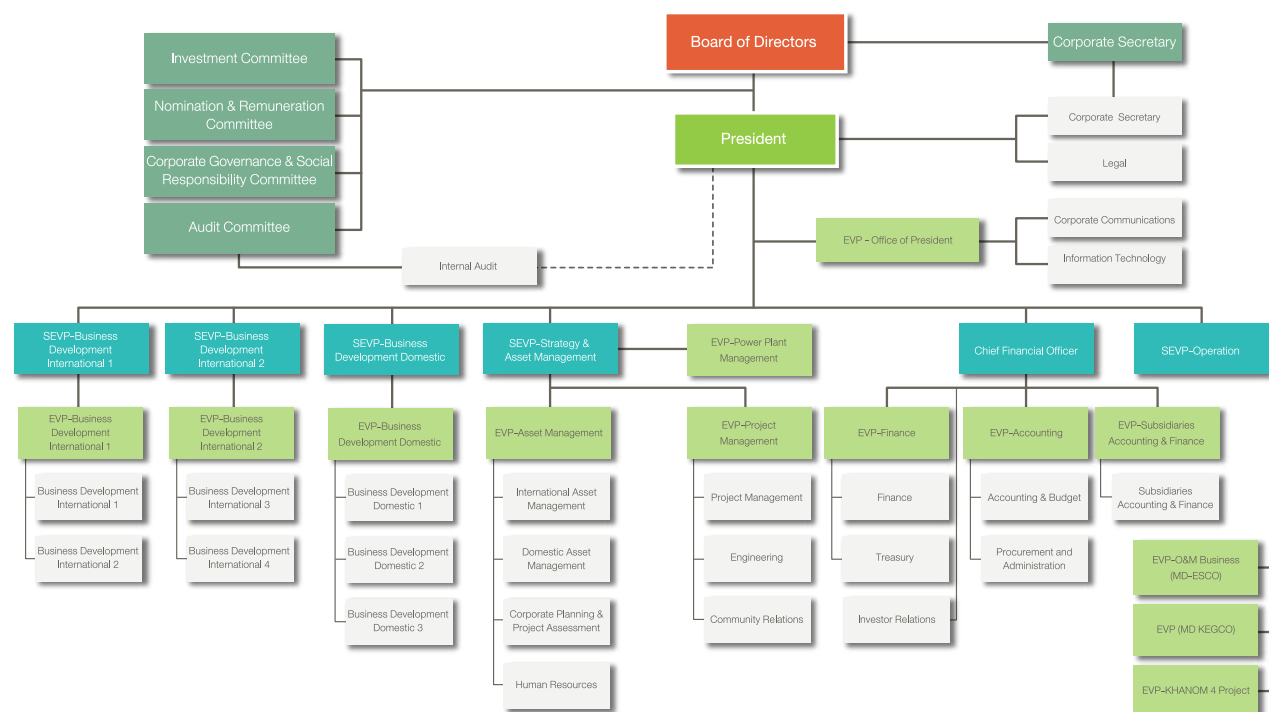 Board of Directors
Corporate Secretary
Investment Committee
Nomination & Remuneration
Committee
Corporate Governance & Social
Responsibility Committee
Audit Committee
President
Corporate Secretary
Legal
EVP - Office of President
Corporate Communications
Information Technology
Internal Audit
SEVP-Business
Development
International 1
SEVP-Business
Development
International 2
SEVP-Business
Development Domestic
SEVP-Strategy &
Asset Management
EVP-Power Plant
Management
Chief Financial Officer
SEVP-Operation
EVP-Business
Development
International 1
EVP-Business
Development
International 2
EVP-Business
Development Domestic
EVP-Asset Management
EVP-Project
Management
EVP-Finance
EVP-Accounting
EVP-Subsidiaries
Accounting & Finance
Business Development
International 1
Business Development
International 2
Business Development
International 3
Business Development
International 4
Business Development
Domestic 1
Business Development
Domestic 2
Business Development
Domestic 3
International Asset
Management
Domestic Asset
Management
Corporate Planning &
Project Assessment
Human Resources
Project Management
Engineering
Community Relations
Finance
Treasury
Investor Relations
Accounting & Budget
Procurement and
Administration
Subsidiaries
Accounting & Finance
EVP-O&M Business
(MD-ESCO)
EVP (MD KEGCO)
EVP-KHANOM 4 Project